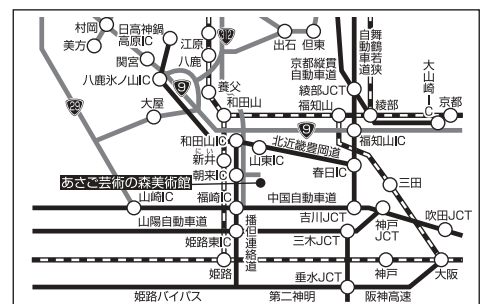 村岡
日高神鍋
高原IC
江原
312
出石
但東
舞鶴若狭
自動車道
大山崎IC
美方
関宮
八鹿
京都縦貫
自動車道
八鹿氷ノ山IC
9
養父
綾部JCT
29
大屋
和田山
福知山
綾部
京都
9
和田山IC
北近畿豊岡道
福知山IC
にい
新井
山東IC
朝来IC
春日IC
あさご芸術の森美術館
三田
山崎IC
福崎IC
中国自動車道
山陽自動車道
播但連絡道
吉川JCT
神戸
JCT
吹田JCT
姫路東IC
三木JCT
姫路
神戸
大阪
垂水JCT
姫路バイパス
第二神明
阪神高速